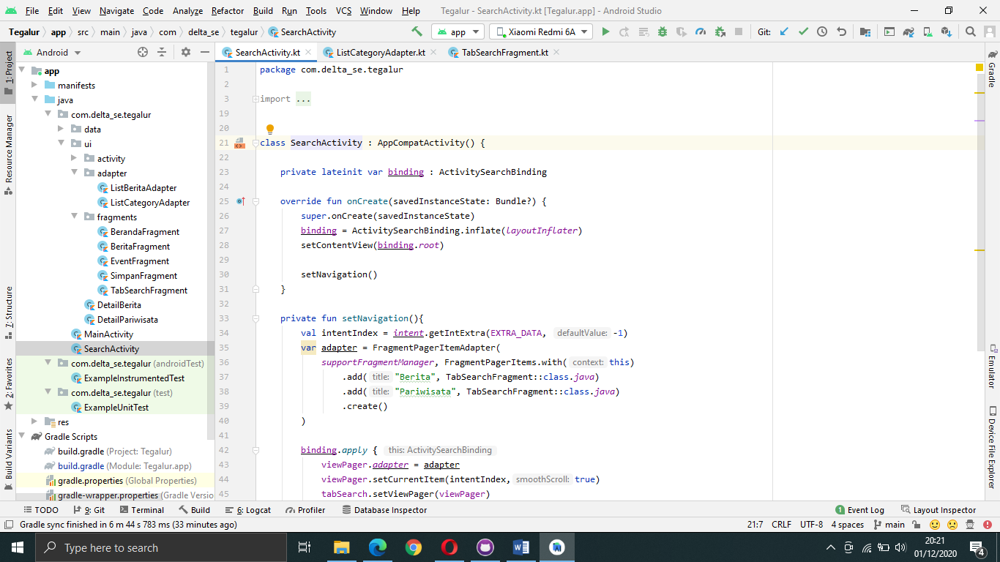 File Edit View Navigate Code Analyze Refactor Build Run Tools VCS Window Help Tegalur - SearchActivity.kt [Tegalur.app] - Android Studio
Tegalur app src main java com delta_se tegalur SearchActivity app Xiaomi Redmi 6A Git:
Android SearchActivity.kt ListCategoryAdapter.kt TabSearchFragment.kt
1: Project
Resource Manager
7: Structure
2: Favorites
Build Variants
app
manifests
java
com.delta_se.tegalur
data
ui
activity
adapter
ListBeritaAdapter
ListCategoryAdapter
fragments
BerandaFragment
BeritaFragment
EventFragment
SimpanFragment
TabSearchFragment
DetailBerita
DetailPariwisata
MainActivity
SearchActivity
com.delta_se.tegalur (androidTest)
ExampleInstrumentedTest
com.delta_se.tegalur (test)
ExampleUnitTest
res
Gradle Scripts
build.gradle (Project: Tegalur)
build.gradle (Module: Tegalur.app)
gradle.properties (Global Properties)
gradle-wrapper.properties (Gradle Versio
1 package com.delta_se.tegalur
2
3 import ...
19
20
21 class SearchActivity : AppCompatActivity() {
22
23 private lateinit var binding : ActivitySearchBinding
24
25 override fun onCreate(savedInstanceState: Bundle?) {
26 super.onCreate(savedInstanceState)
27 binding = ActivitySearchBinding.inflate(layoutInflater)
28 setContentView(binding.root)
29
30 setNavigation()
31 }
32
33 private fun setNavigation(){
34 val intentIndex = intent.getIntExtra(EXTRA_DATA, defaultValue: -1)
35 var adapter = FragmentPagerItemAdapter(
36 supportFragmentManager, FragmentPagerItems.with( context: this)
37 .add( title: "Berita", TabSearchFragment::class.java)
38 .add( title: "Pariwisata", TabSearchFragment::class.java)
39 .create()
40 )
41
42 binding.apply { this: ActivitySearchBinding
43 viewPager.adapter = adapter
44 viewPager.setCurrentItem(intentIndex, smoothScroll: true)
45 tabSearch.setViewPager(viewPager)
Gradle
Emulator
Device File Explorer
TODO 9: Git Terminal Build 6: Logcat Profiler Database Inspector 1 Event Log Layout Inspector
Gradle sync finished in 6 m 44 s 783 ms (33 minutes ago) 21:7 CRLF UTF-8 4 spaces main
Type here to search
20:21
01/12/2020
4